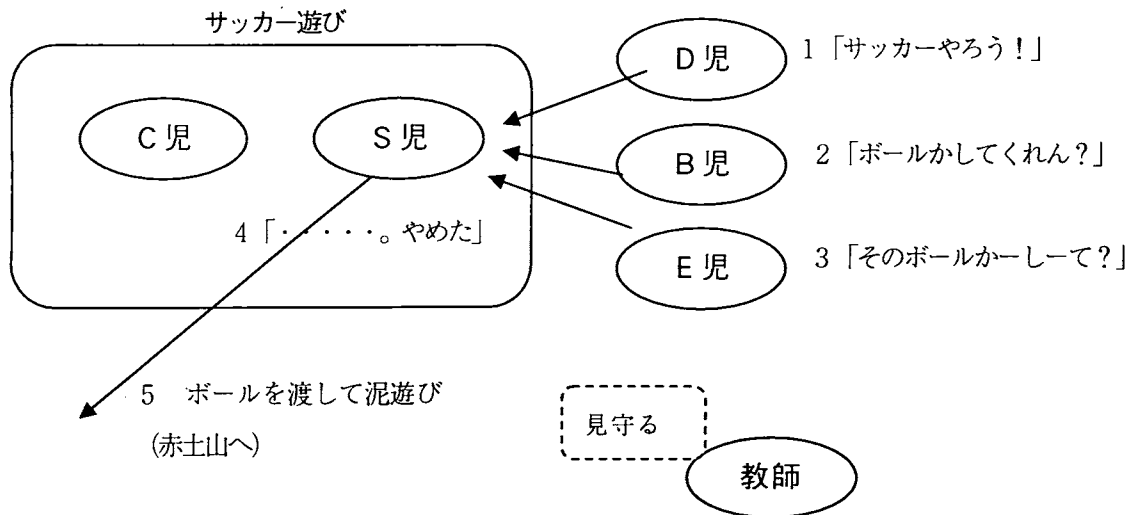 サッカー遊び
D児
1「サッカーやろう！」
C児
S児
B児
2「ボールかしてくれん？」
4「・・・・・。やめた」
E児
3「そのボールかーしーて？」
5　ボールを渡して泥遊び
(赤土山へ)
見守る
教師